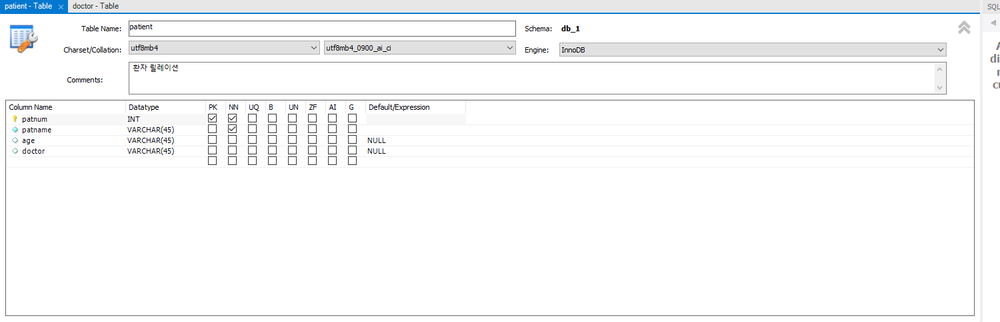 patient - Table × doctor - Table SQL
Table Name: patient Schema: db_1
Charset/Collation: utf8mb4 utf8mb4_0900_ai_ci Engine: InnoDB
Comments: 환자 릴레이션
Column Name Datatype PK NN UQ B UN ZF AI G Default/Expression
patnum INT
patname VARCHAR(45)
age VARCHAR(45) NULL
doctor VARCHAR(45) NULL